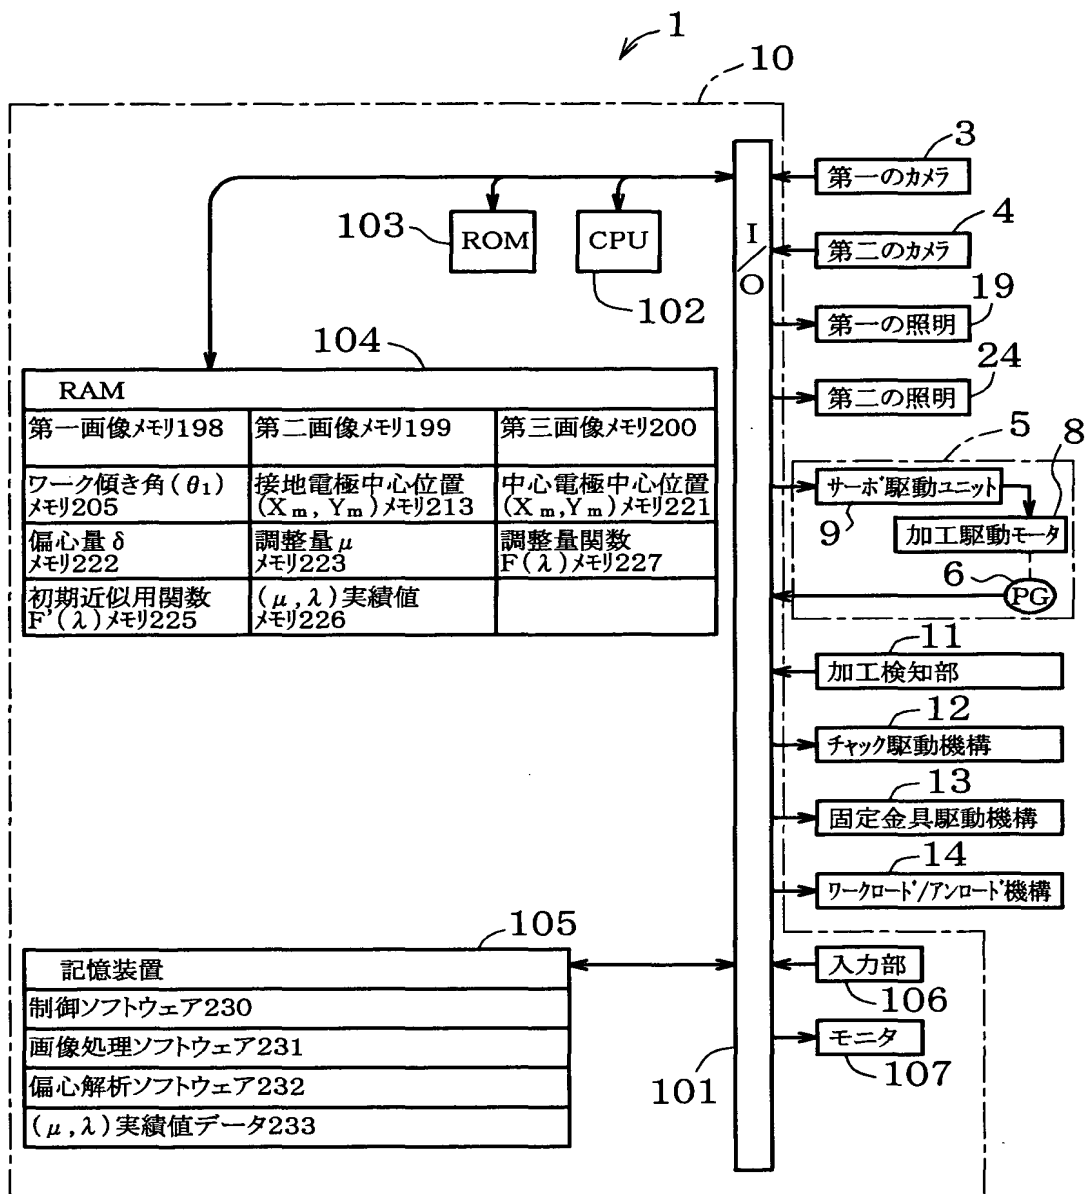 1
10
3
第一のカメラ
4
第二のカメラ
19
第一の照明
24
第二の照明
5
8
サーボ駆動ユニット
9
加工駆動モータ
6
PG
11
加工検知部
12
チャック駆動機構
13
固定金具駆動機構
14
ワークロード/アンロード機構
入力部
106
モニタ
107
I/O
101
103
ROM
CPU
102
104
RAM
第一画像メモリ198
第二画像メモリ199
第三画像メモリ200
ワーク傾き角(θ1)
メモリ205
接地電極中心位置
(Xm,Ym)メモリ213
中心電極中心位置
(Xm,Ym)メモリ221
偏心量δ
メモリ222
調整量μ
メモリ223
調整量関数
F(λ)メモリ227
初期近似用関数
F'(λ)メモリ225
(μ,λ)実績値
メモリ226
105
記憶装置
制御ソフトウェア230
画像処理ソフトウェア231
偏心解析ソフトウェア232
(μ,λ)実績値データ233